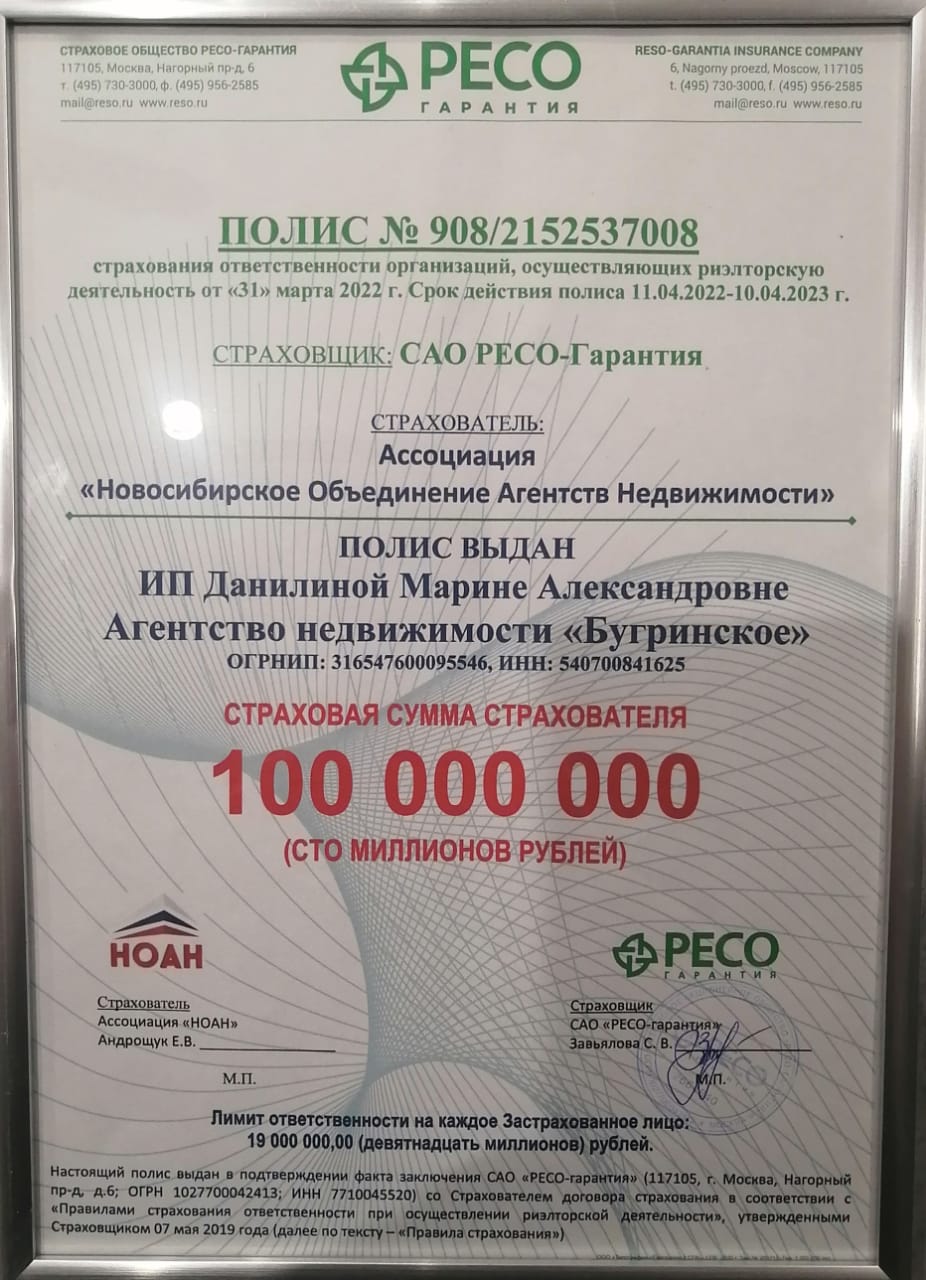 СТРАХОВОЕ ОБЩЕСТВО РЕСО-ГАРАНТИЯ
117105, Москва, Нагорный пр-д, 6
т. (495) 730-3000, ф. (495) 956-2585
mail@reso.ru www.reso.ru
РЕСО
ГАРАНТИЯ
RESO-GARANTIA INSURANCE COMPANY
6, Nagorny proezd, Moscow, 117105
t. (495) 730-3000, f. (495) 956-2585
mail@reso.ru www.reso.ru
ПОЛИС № 908/2152537008
страхования ответственности организаций, осуществляющих риэлторскую
деятельность от «31» марта 2022 г. Срок действия полиса 11.04.2022-10.04.2023 г.
СТРАХОВЩИК: САО РЕСО-Гарантия
СТРАХОВАТЕЛЬ:
Ассоциация
«Новосибирское Объединение Агентств Недвижимости»
ПОЛИС ВЫДАН
ИП Данилиной Марине Александровне
Агентство недвижимости «Бугринское»
ОГРНИП: 316547600095546, ИНН: 540700841625
СТРАХОВАЯ СУММА СТРАХОВАТЕЛЯ
100 000 000
(СТО МИЛЛИОНОВ РУБЛЕЙ)
НОАН
Страхователь
Ассоциация «НОАН»
Андрощук Е.В.
М.П.
РЕСО
ГАРАНТИЯ
Страховщик
САО «РЕСО-гарантия»
Завьялова С. В.
М.П.
Лимит ответственности на каждое Застрахованное лицо:
19 000 000,00 (девятнадцать миллионов) рублей.
Настоящий полис выдан в подтверждении факта заключения САО «РЕСО-гарантия» (117105, г. Москва, Нагорный
пр-д, д.6; ОГРН 1027700042413; ИНН 7710045520) со Страхователем договора страхования в соответствии с
«Правилами страхования ответственности при осуществлении риэлторской деятельности», утвержденными
Страховщиком 07 мая 2019 года (далее по тексту – «Правила страхования»)